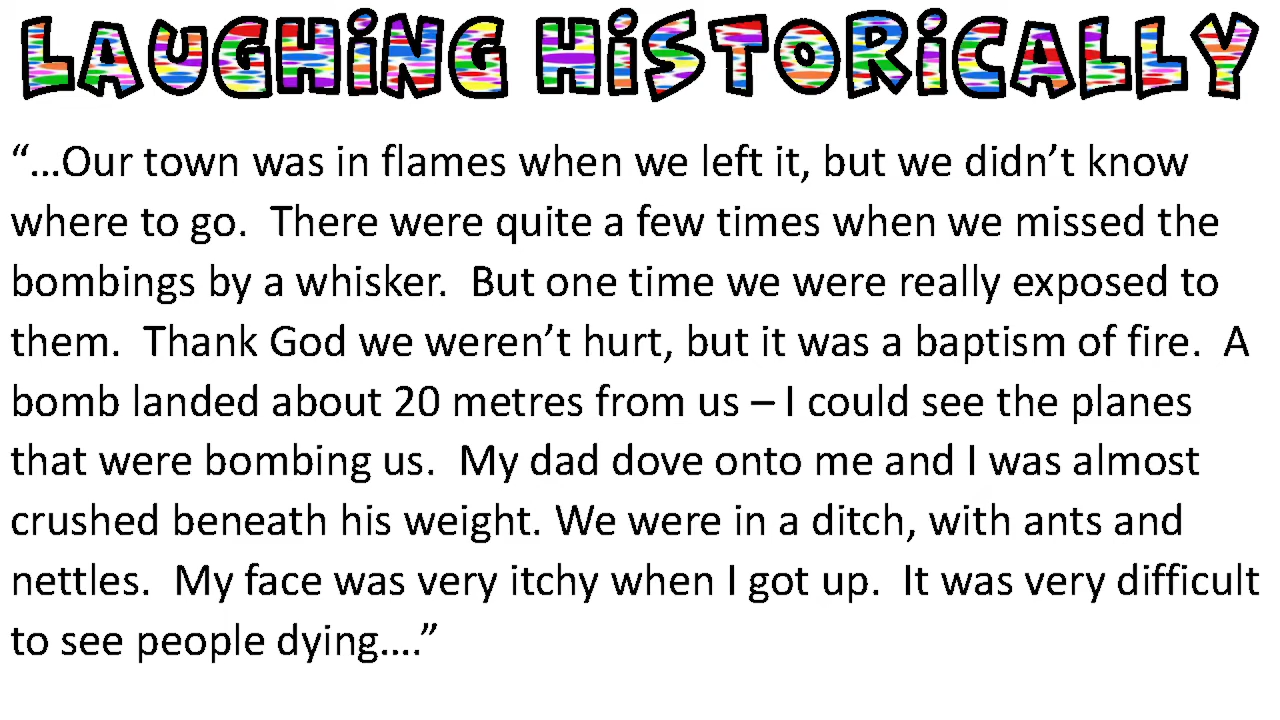 LAUGHING HiSTORiCALLY
“…Our town was in flames when we left it, but we didn’t know
where to go.  There were quite a few times when we missed the
bombings by a whisker.  But one time we were really exposed to
them.  Thank God we weren’t hurt, but it was a baptism of fire.  A
bomb landed about 20 metres from us – I could see the planes
that were bombing us.  My dad dove onto me and I was almost
crushed beneath his weight. We were in a ditch, with ants and
nettles.  My face was very itchy when I got up.  It was very difficult
to see people dying….”